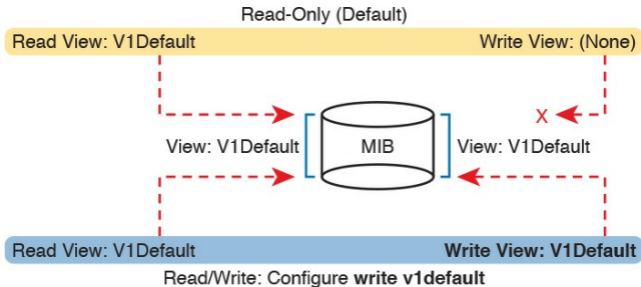 Read-Only (Default)
Read View: V1Default
Write View: (None)
X
View: V1Default
MIB
View: V1Default
Read View: V1Default
Write View: V1Default
Read/Write: Configure write v1default